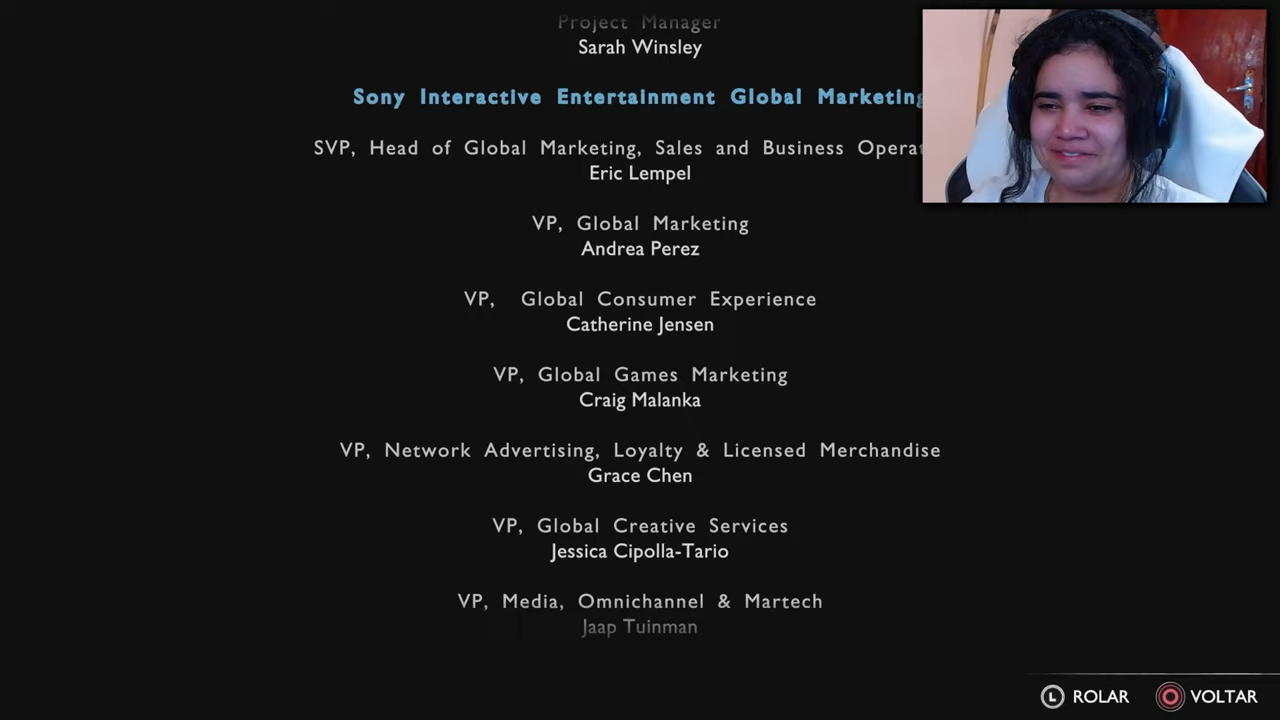 Project Manager
Sarah Winsley
Sony Interactive Entertainment Global Marketing
SVP, Head of Global Marketing, Sales and Business Operat
Eric Lempel
VP, Global Marketing
Andrea Perez
VP, Global Consumer Experience
Catherine Jensen
VP, Global Games Marketing
Craig Malanka
VP, Network Advertising, Loyalty & Licensed Merchandise
Grace Chen
VP, Global Creative Services
Jessica Cipolla-Tario
VP, Media, Omnichannel & Martech
Jaap Tuinman
L ROLAR VOLTAR